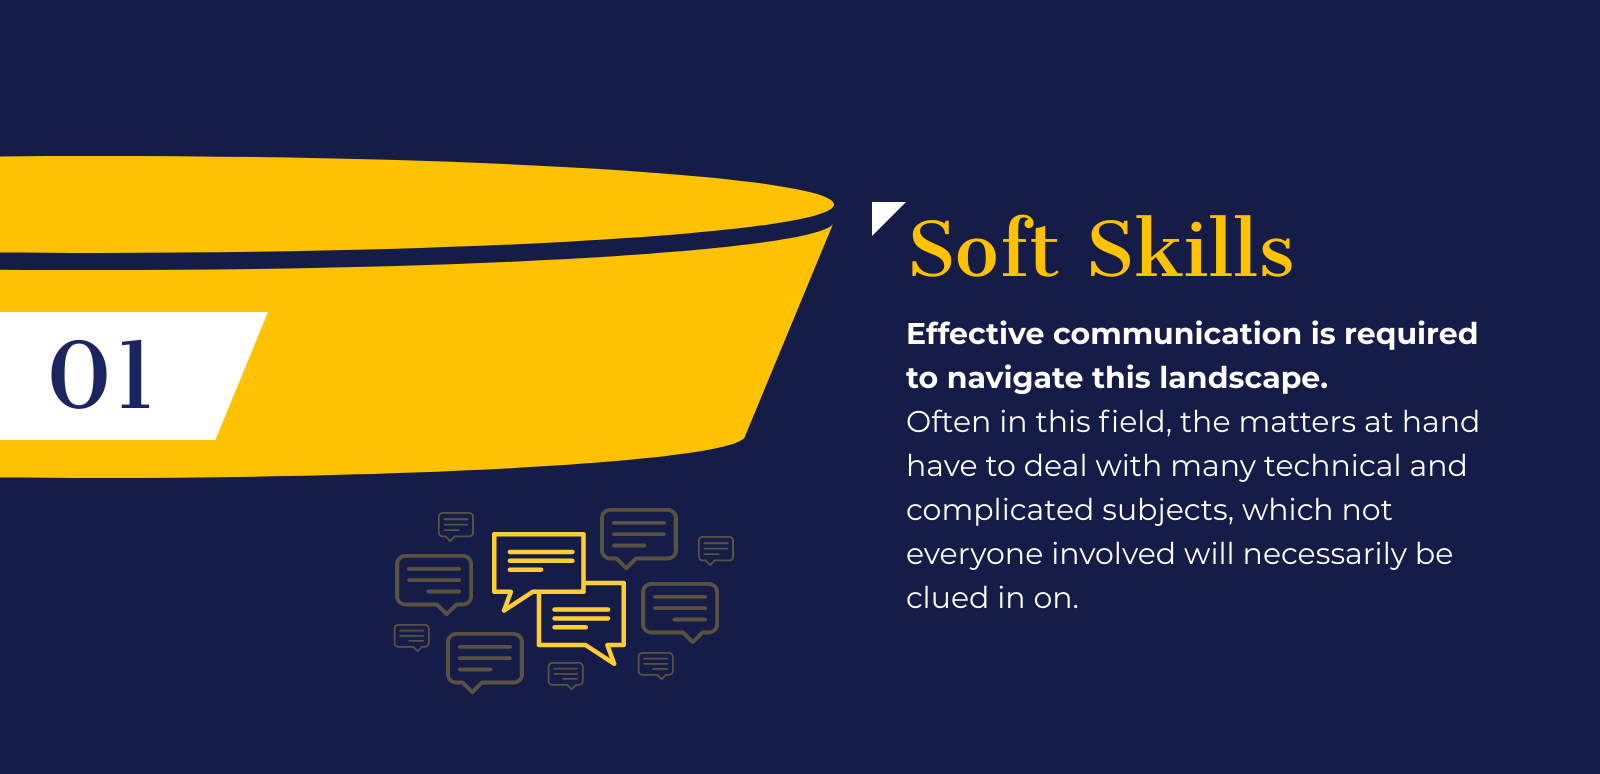 01
Soft Skills
Effective communication is required
to navigate this landscape.
Often in this field, the matters at hand
have to deal with many technical and
complicated subjects, which not
everyone involved will necessarily be
clued in on.